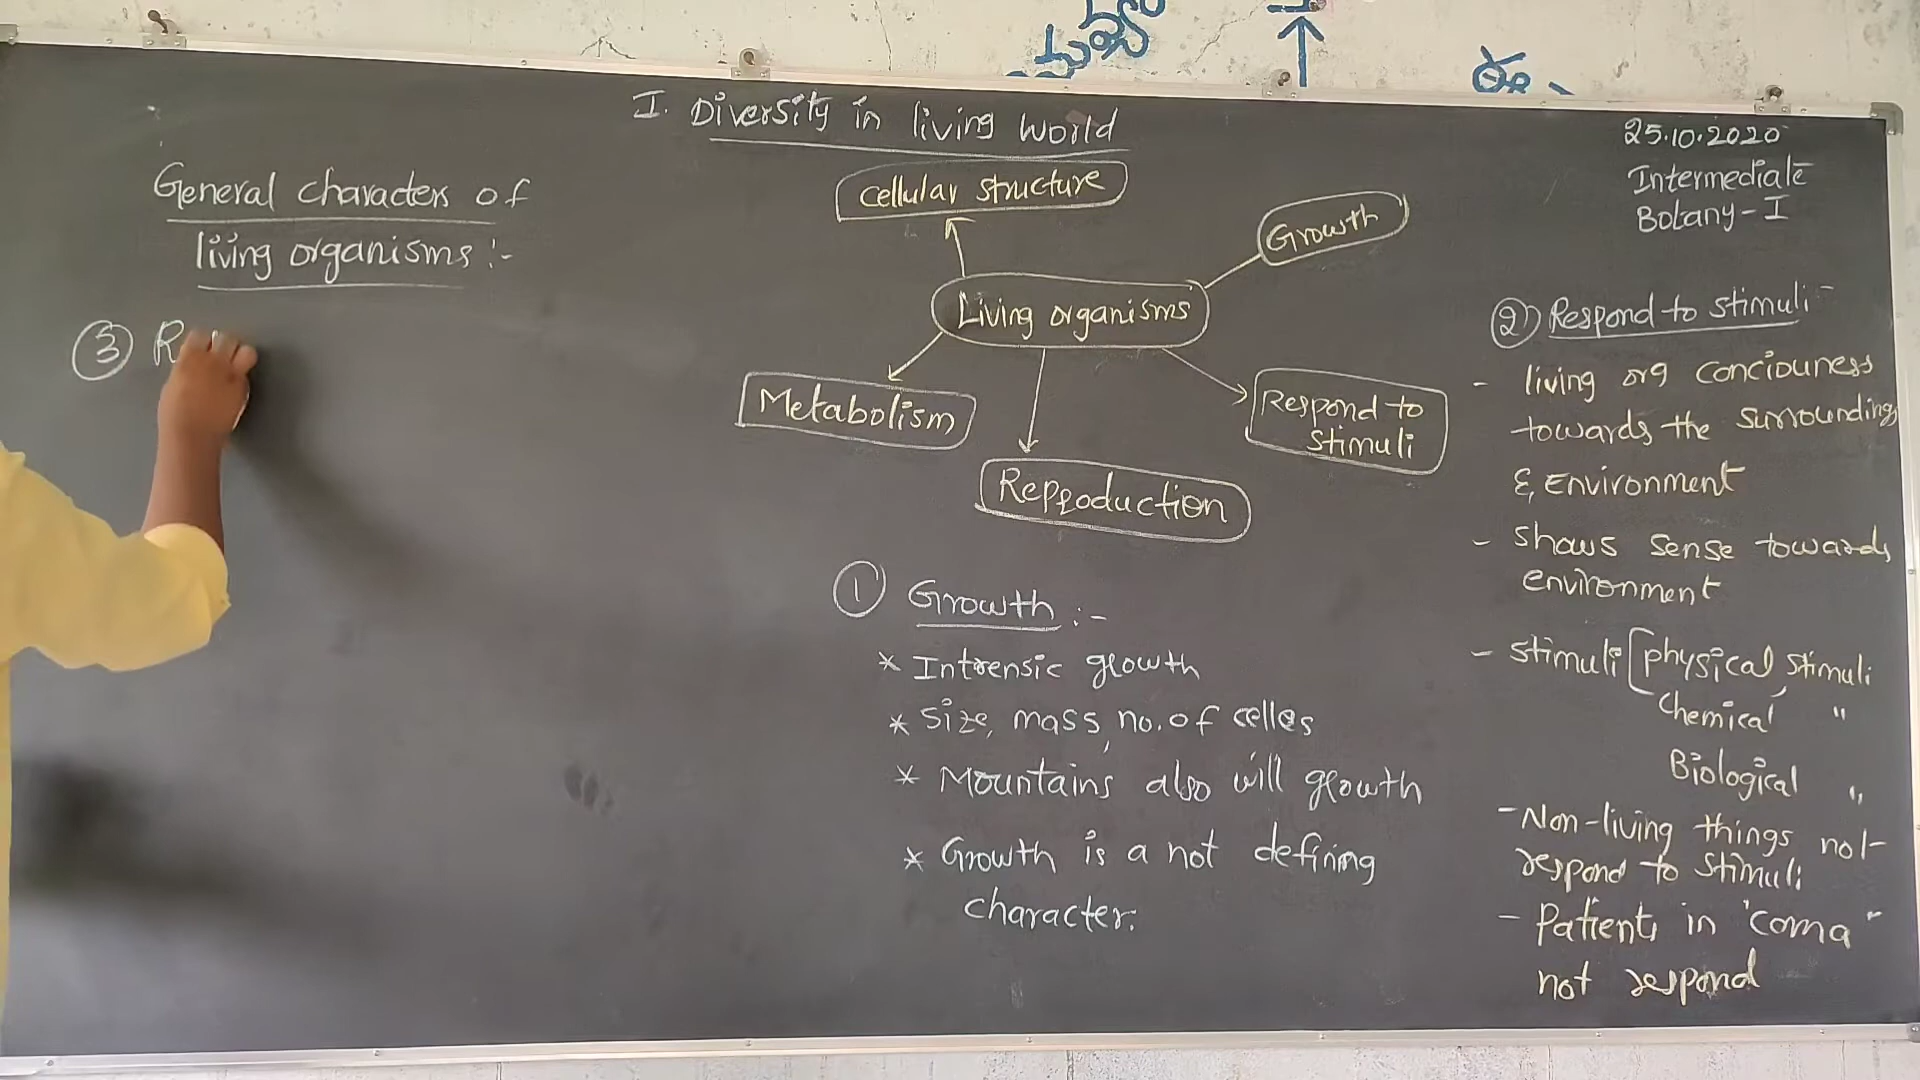 I. Diversity in living world
25.10.2020
Intermediate
Botany - I
General characters of
living organisms :-
③
Cellular structure
Growth
Living organisms
Metabolism
Respond to
stimuli
Reproduction
① Growth :-
* Intrensic growth
* Size, mass, no. of celles
* Mountains also will growth
* Growth is a not defining
character.
② Respond to stimuli
- living org conciouness
towards the surroundings
& Environment
- shows sense towards
environment
- stimuli [physical stimuli
Chemical "
Biological "
- Non-living things not-
respond to stimuli
- Patients in "coma"
not respond